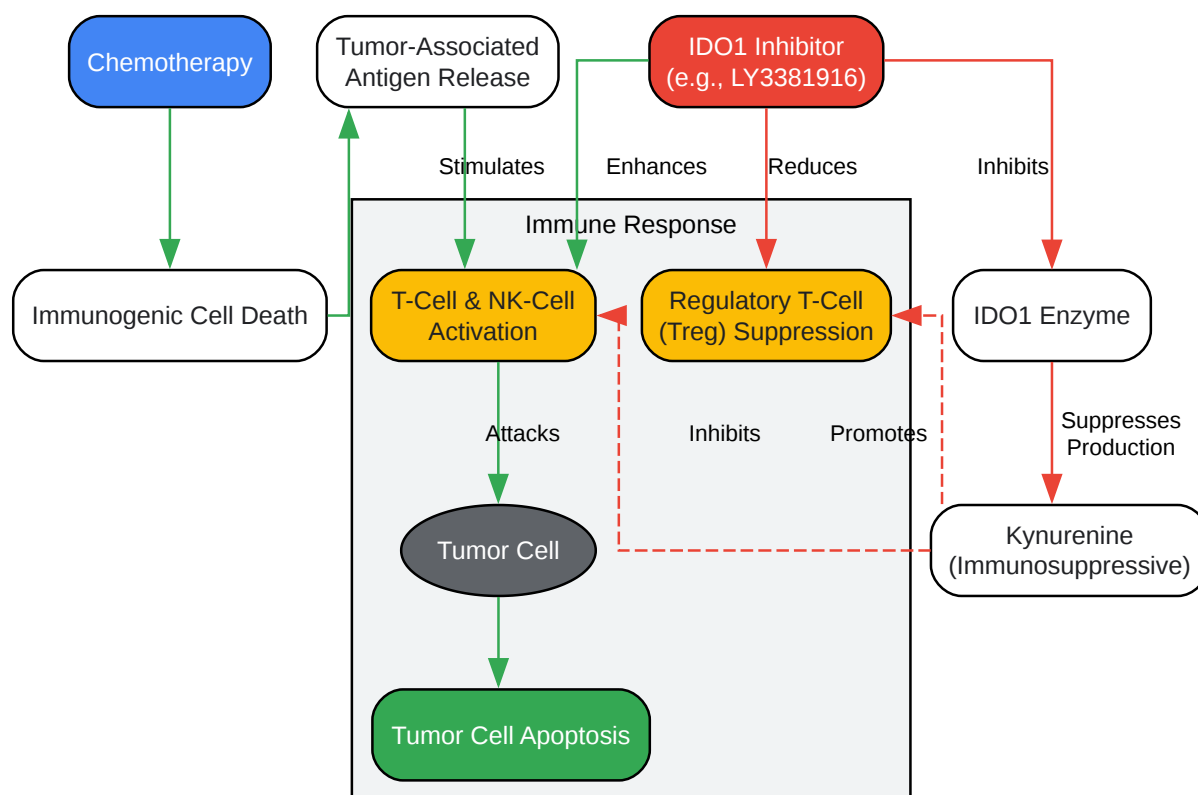 Chemotherapy
Tumor-Associated
Antigen Release
IDO1 Inhibitor
(e.g., LY3381916)
Stimulates
Enhances
Reduces
Inhibits
Immune Response
Immunogenic Cell Death
T-Cell & NK-Cell
Activation
Regulatory T-Cell
(Treg) Suppression
IDO1 Enzyme
Attacks
Inhibits
Promotes
Suppresses
Production
Tumor Cell
Kynurenine
(Immunosuppressive)
Tumor Cell Apoptosis